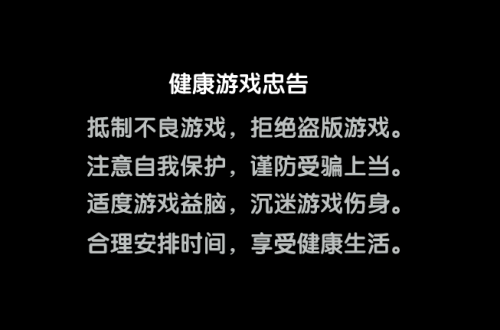 健康游戏忠告
抵制不良游戏，拒绝盗版游戏。
注意自我保护，谨防受骗上当。
适度游戏益脑，沉迷游戏伤身。
合理安排时间，享受健康生活。